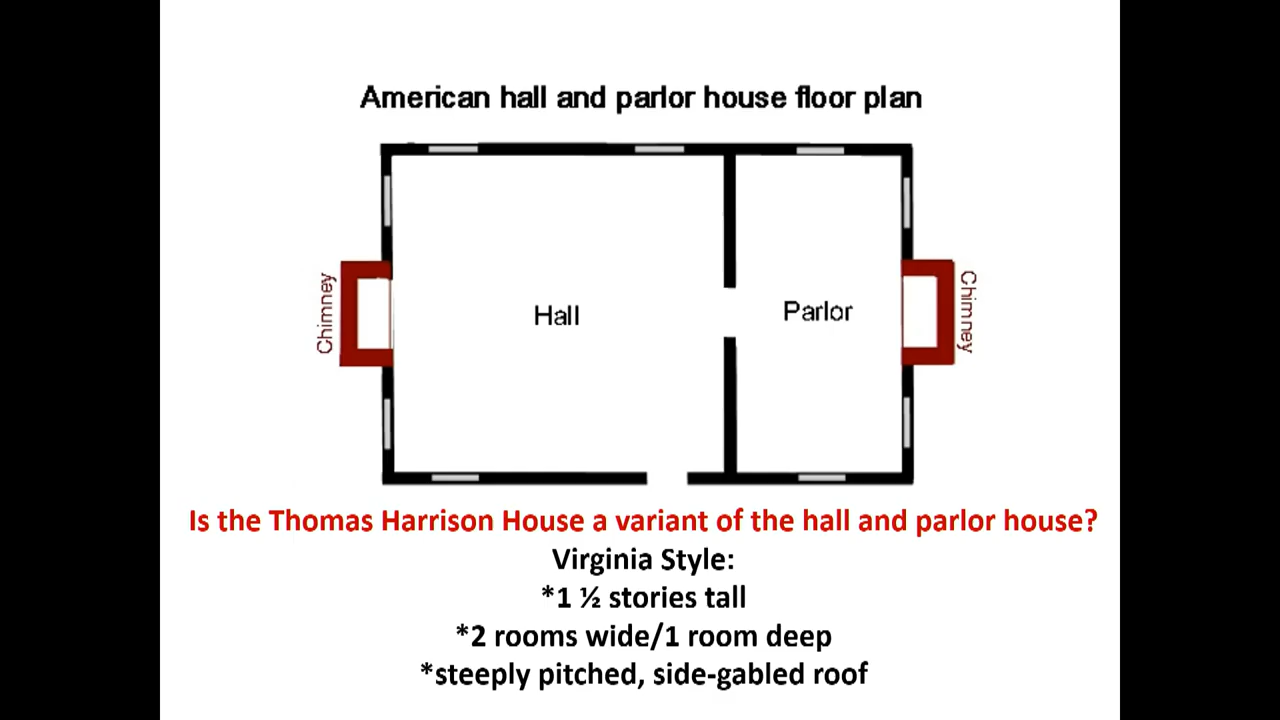 American hall and parlor house floor plan
Chimney
Hall
Parlor
Chimney
Is the Thomas Harrison House a variant of the hall and parlor house?
Virginia Style:
*1 ½ stories tall
*2 rooms wide/1 room deep
*steeply pitched, side-gabled roof